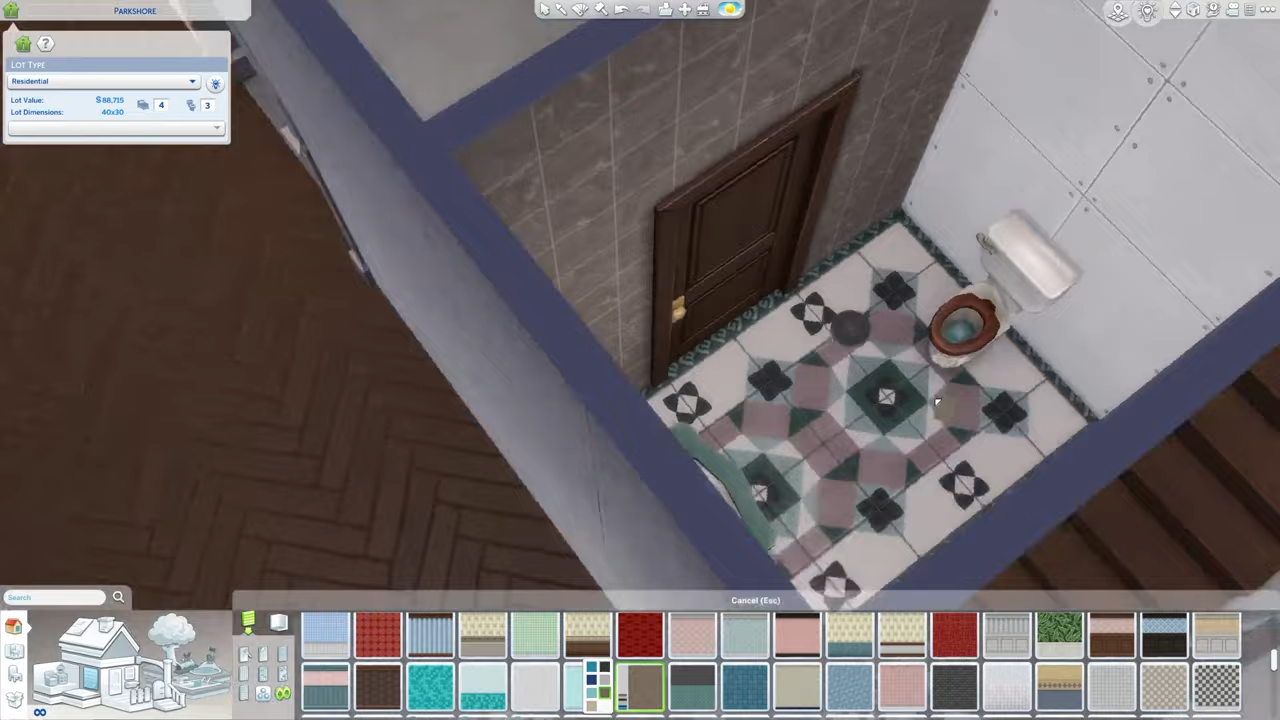 PARKSHORE
LOT TYPE
Residential
Lot Value: $88,715 4 3
Lot Dimensions: 40x30
Cancel (Esc)
Search